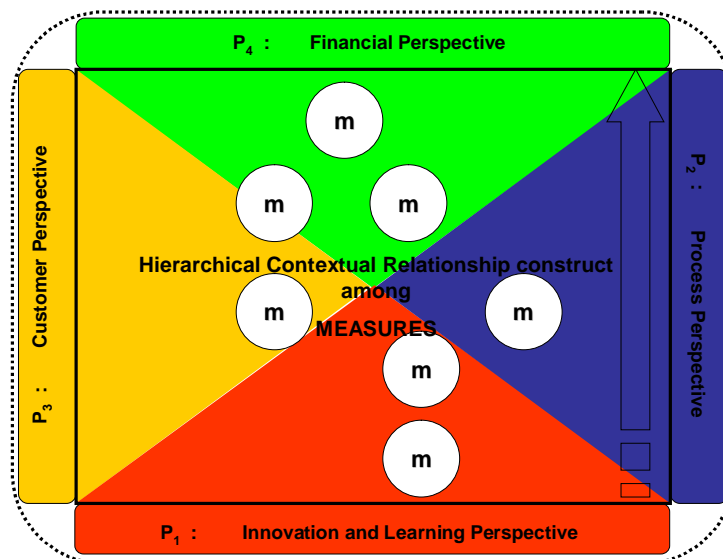 P4 : Financial Perspective
m
m
m
P3 : Customer Perspective
P2 : Process Perspective
Hierarchical Contextual Relationship construct
among
MEASURES
m
m
m
m
P1 : Innovation and Learning Perspective